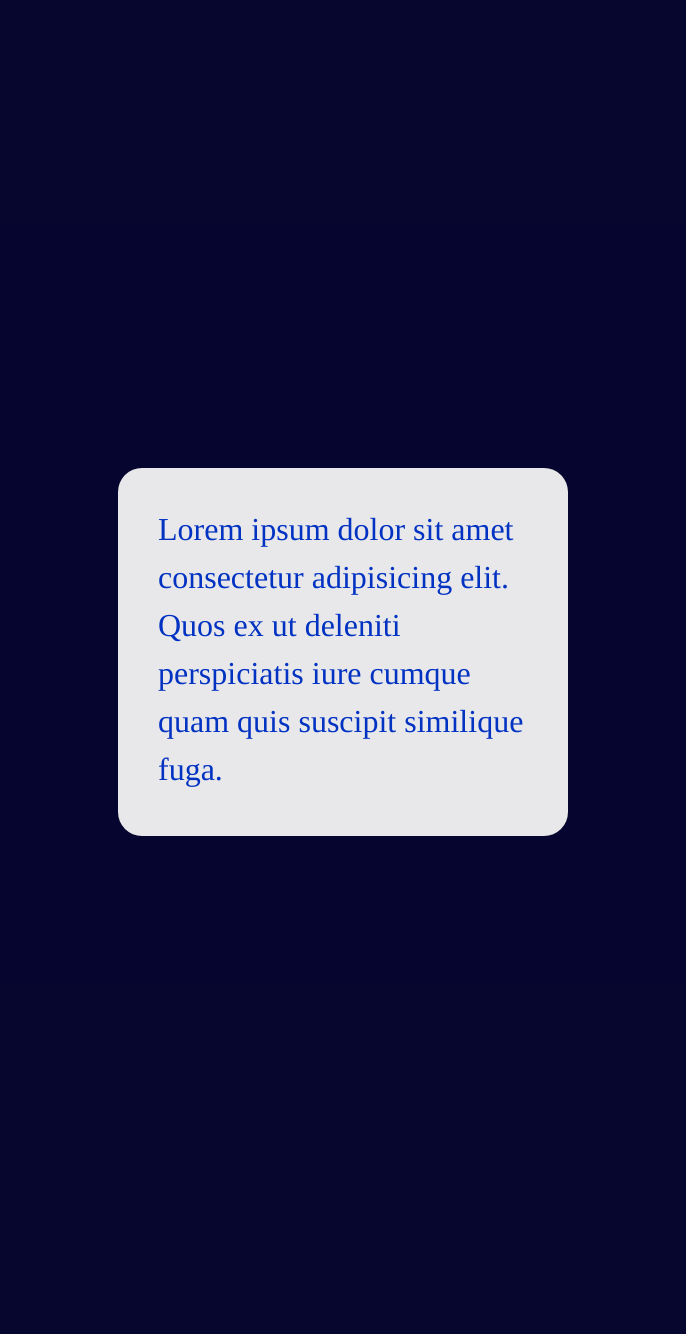 Lorem ipsum dolor sit amet
consectetur adipisicing elit.
Quos ex ut deleniti
perspiciatis iure cumque
quam quis suscipit similique
fuga.